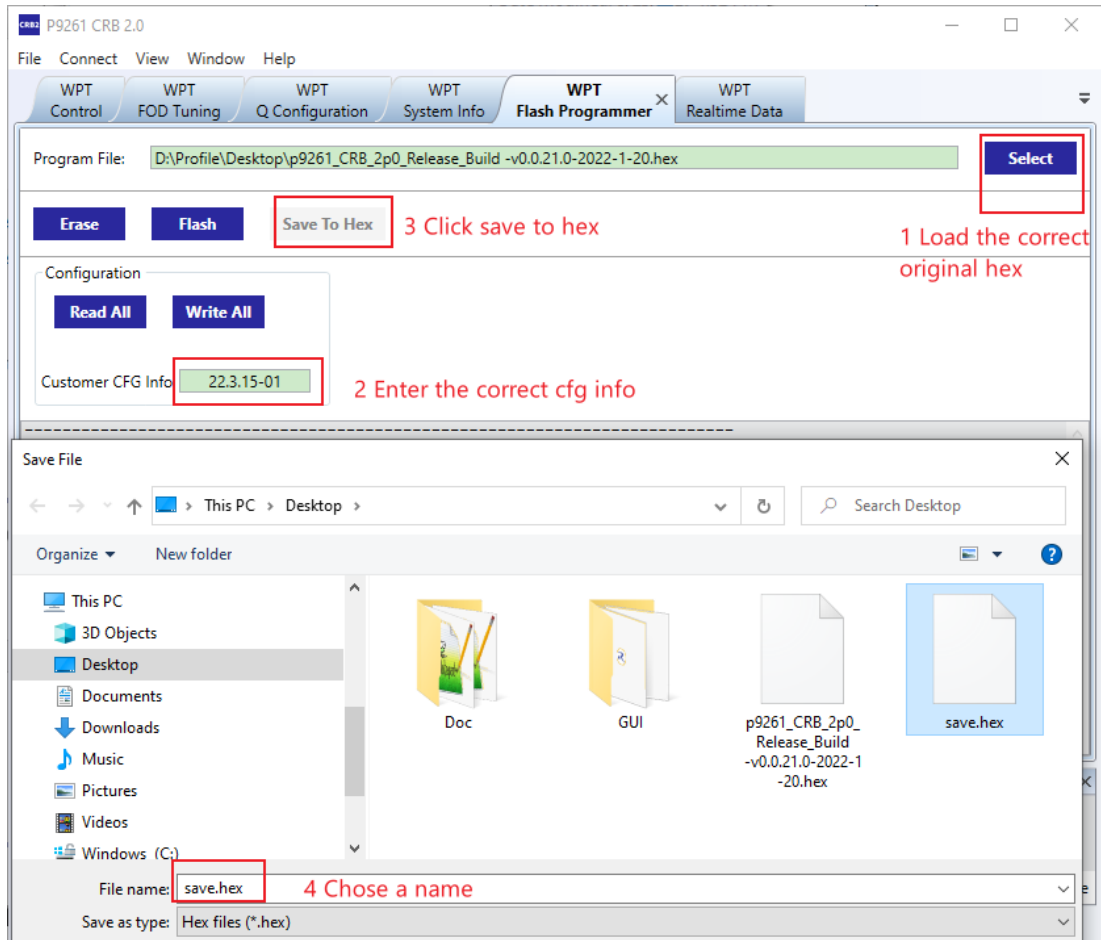 CRB2 P9261 CRB 2.0
File Connect View Window Help
WPT WPT WPT WPT WPT WPT
Control FOD Tuning Q Configuration System Info Flash Programmer Realtime Data
Program File: D:\Profile\Desktop\p9261_CRB_2p0_Release_Build -v0.0.21.0-2022-1-20.hex Select
Erase Flash Save To Hex 3 Click save to hex
1 Load the correct
original hex
Configuration
Read All Write All
Customer CFG Info 22.3.15-01 2 Enter the correct cfg info
Save File
This PC > Desktop > Search Desktop
Organize New folder
This PC
3D Objects
Desktop
Documents
Downloads
Music
Pictures
Videos
Windows (C:)
Doc
GUI
p9261_CRB_2p0_
Release_Build
-v0.0.21.0-2022-1
-20.hex
save.hex
File name: save.hex 4 Chose a name
Save as type: Hex files (*.hex)